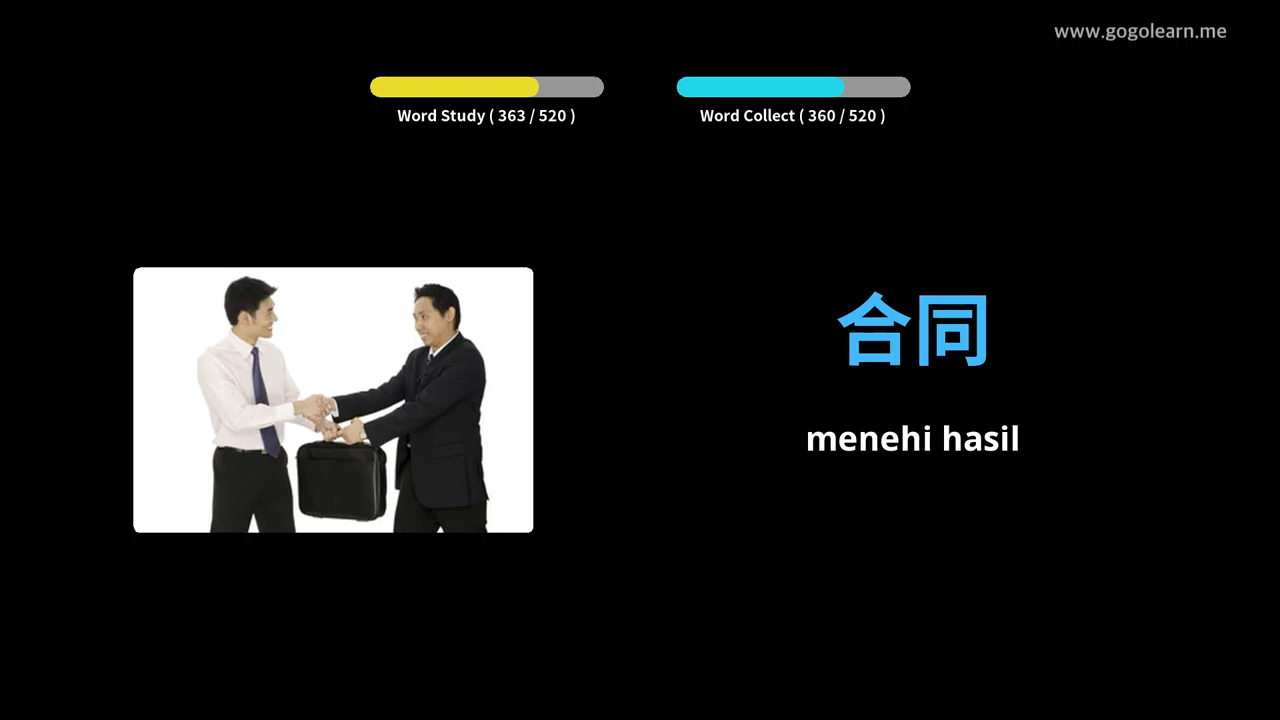 www.gogolearn.me
Word Study ( 363 / 520 )
Word Collect ( 360 / 520 )
合同
menehi hasil